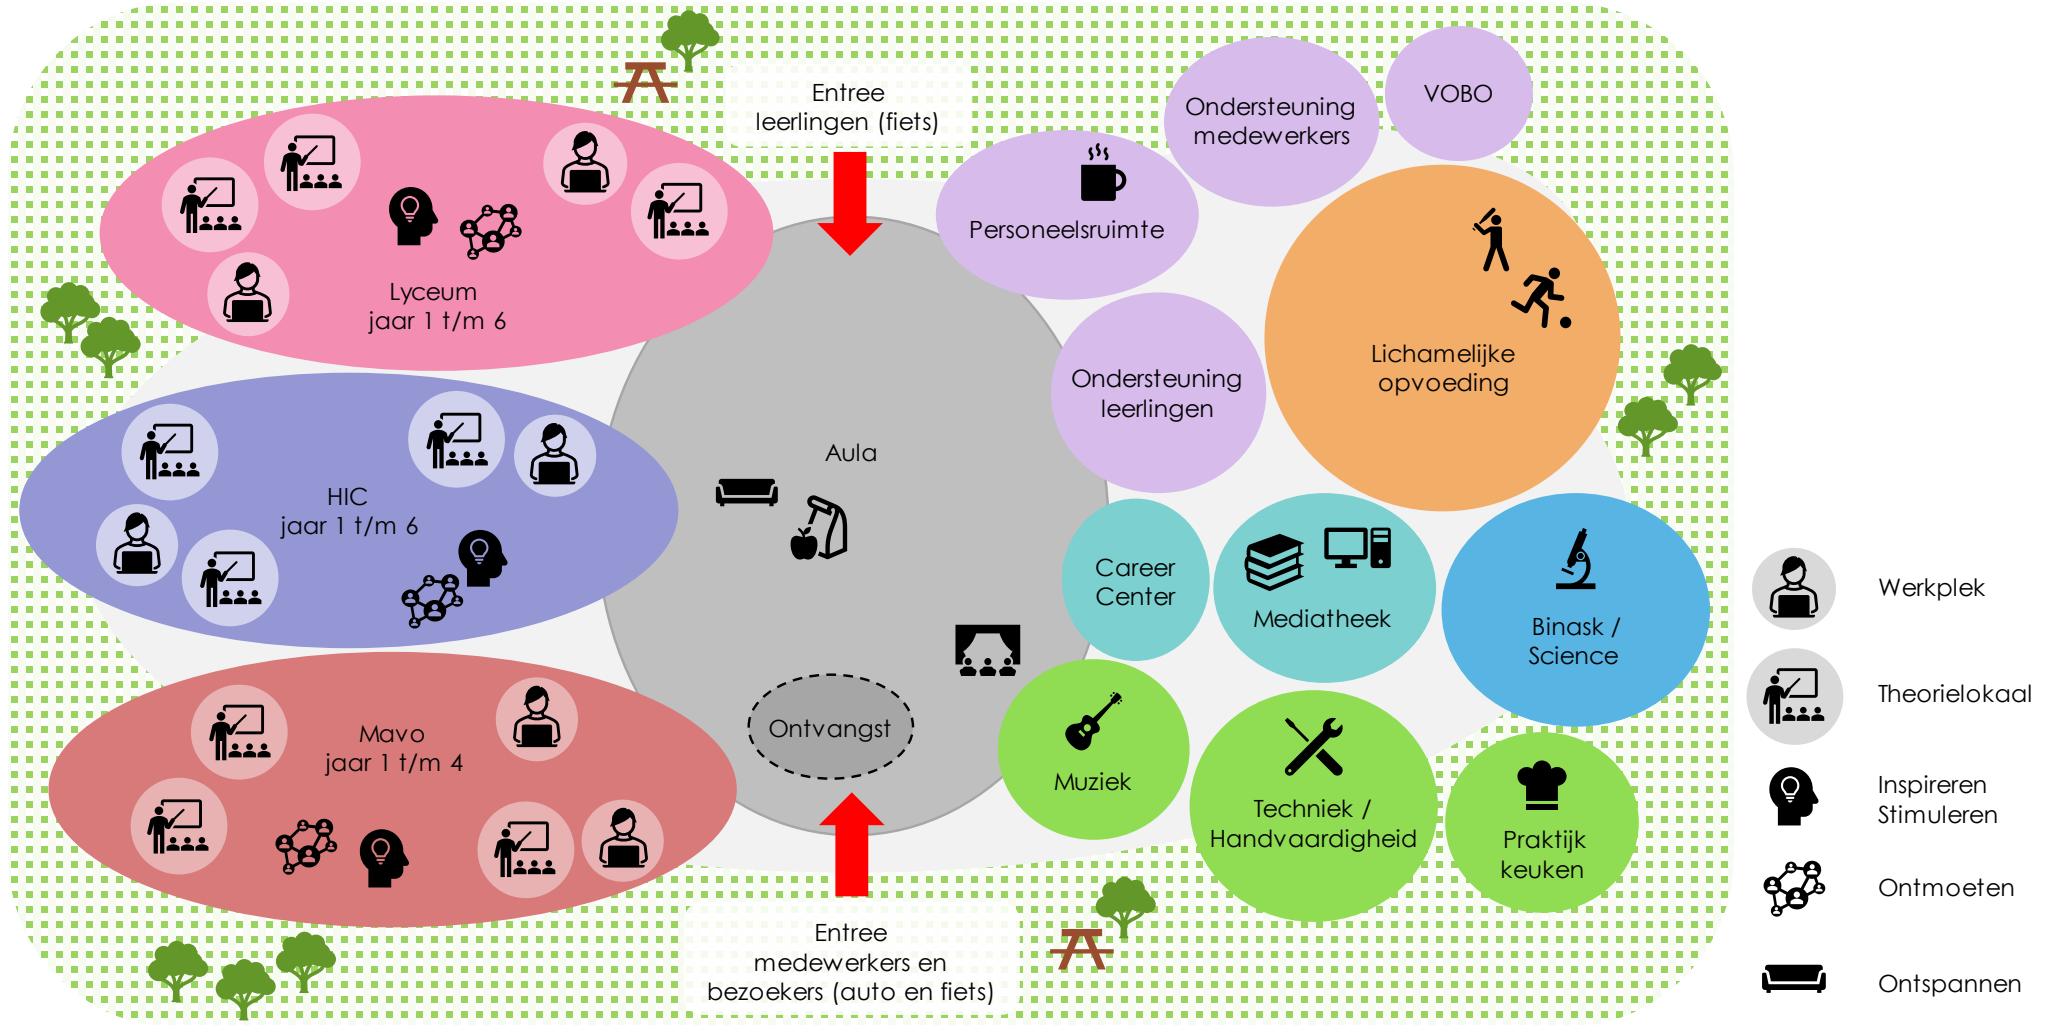 Entree
leerlingen (fiets)
Ondersteuning
medewerkers
VOBO
Personeelsruimte
Lyceum
jaar 1 t/m 6
Lichamelijke
opvoeding
Ondersteuning
leerlingen
Aula
HIC
jaar 1 t/m 6
Career
Center
Mediatheek
Binask /
Science
Mavo
jaar 1 t/m 4
Ontvangst
Muziek
Techniek /
Handvaardigheid
Praktijk
keuken
Entree
medewerkers en
bezoekers (auto en fiets)
Werkplek
Theorielokaal
Inspireren
Stimuleren
Ontmoeten
Ontspannen